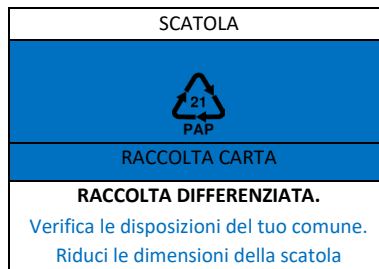 SCATOLA
21
PAP
RACCOLTA CARTA
RACCOLTA DIFFERENZIATA.
Verifica le disposizioni del tuo comune.
Riduci le dimensioni della scatola